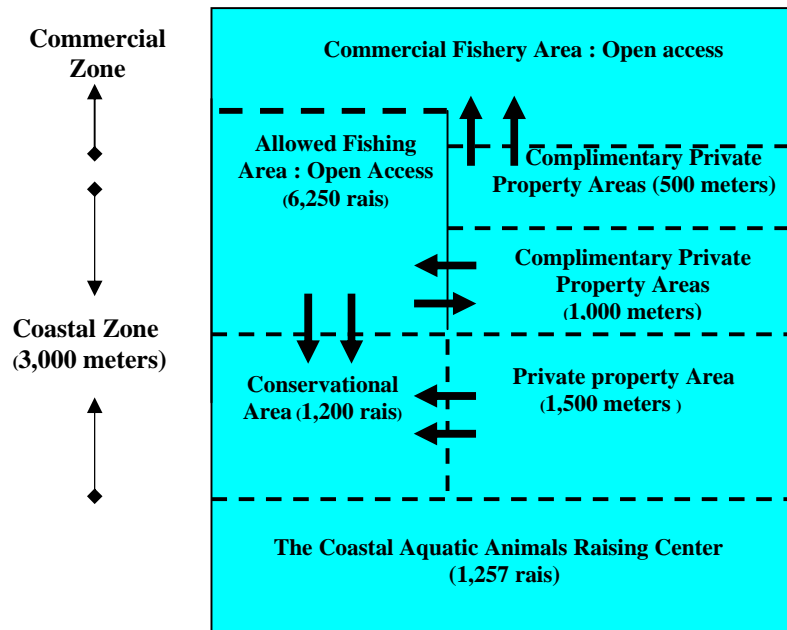 Commercial
Zone
Commercial Fishery Area : Open access
Allowed Fishing
Area : Open Access
(6,250 rais)
Complimentary Private
Property Areas (500 meters)
Complimentary Private
Property Areas
(1,000 meters)
Coastal Zone
(3,000 meters)
Conservational
Area (1,200 rais)
Private property Area
(1,500 meters )
The Coastal Aquatic Animals Raising Center
(1,257 rais)